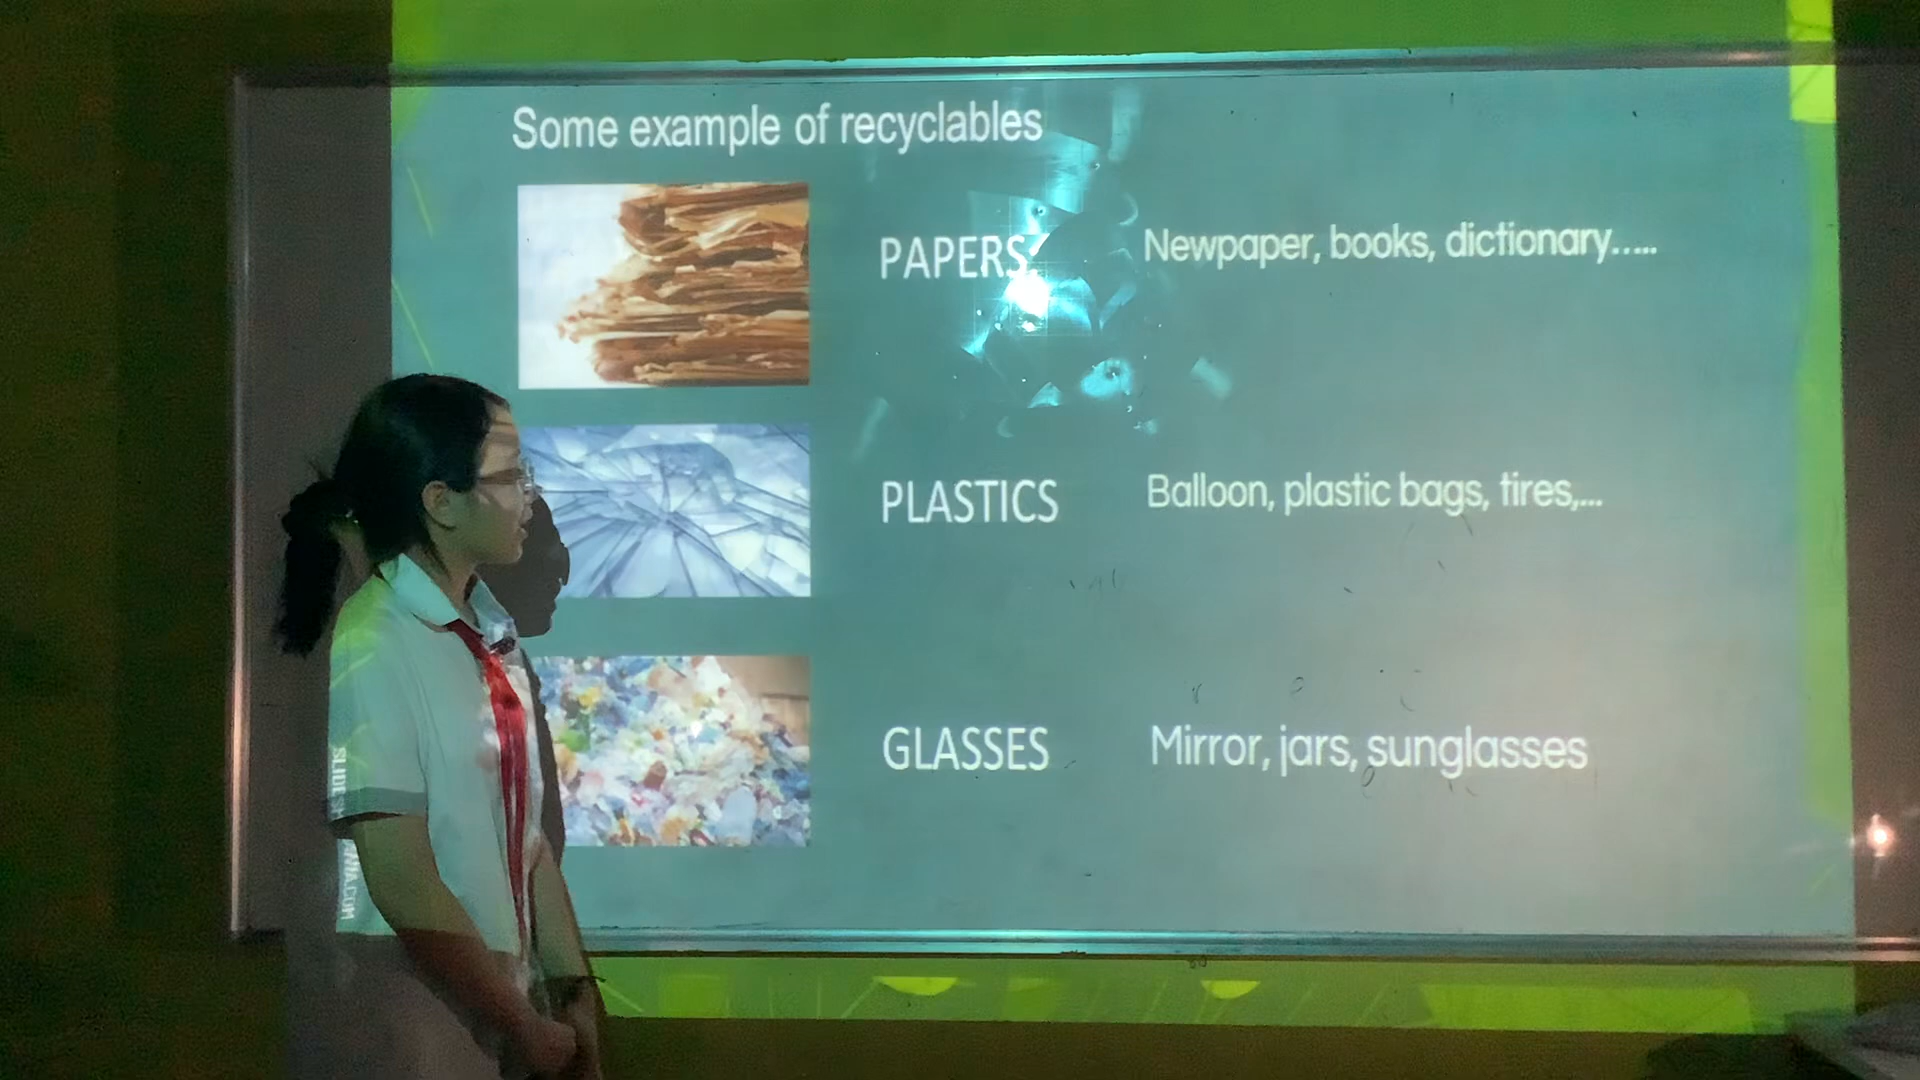 Some example of recyclables
PAPERS
Newpaper, books, dictionary.....
PLASTICS
Balloon, plastic bags, tires,...
GLASSES
Mirror, jars, sunglasses